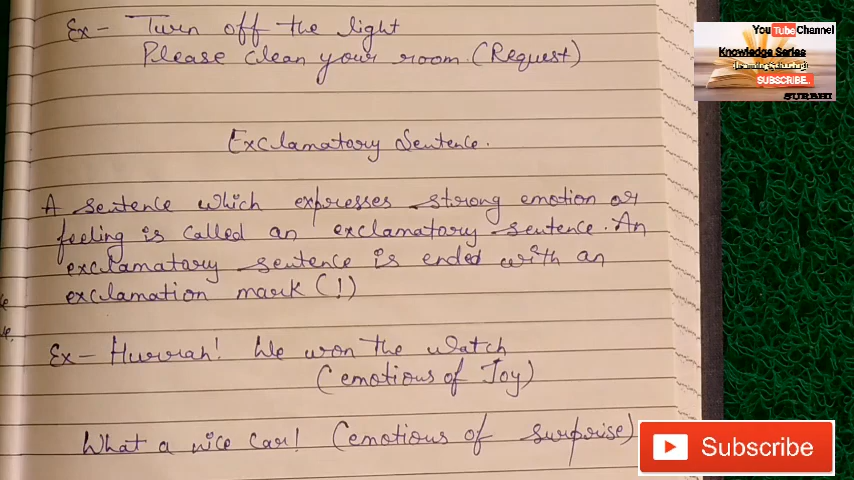 Ex- Turn off the light
Please clean your room (Request)
Exclamatory Sentence.
A sentence which expresses strong emotion or
feeling is called an exclamatory sentence. An
exclamatory sentence is ended with an
exclamation mark (!)
Ex- Hurrah! We won the watch
(emotions of Joy)
What a nice car! (emotions of surprise)
YouTube Channel
Knowledge Series
SUBSCRIBE..
SURABHI
Subscribe